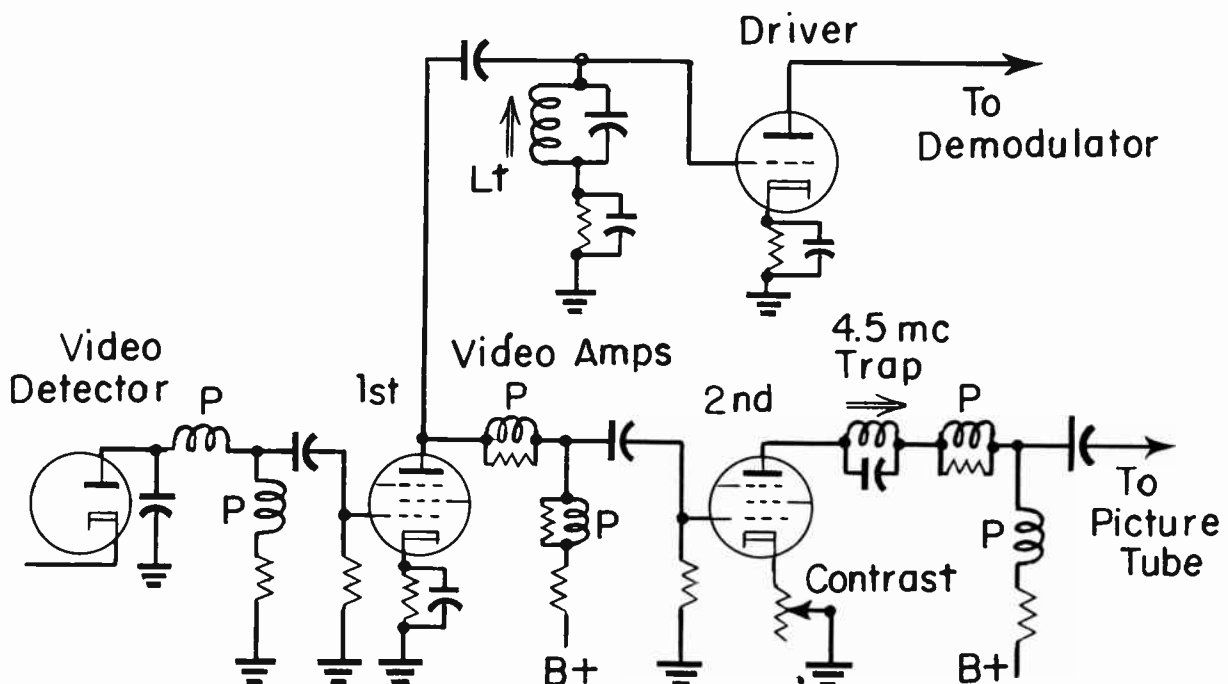 Driver
To
Demodulator
Lt
4.5 mc
Trap
Video
Detector
Video Amps
P
1st
P
2nd
P
P
P
P
To
Picture
Tube
Contrast
B+
B+